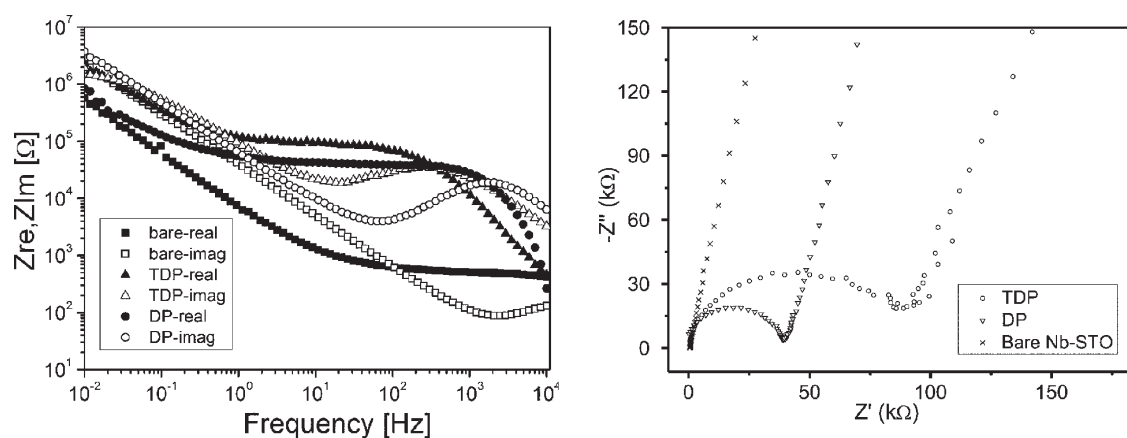 10^7
10^6
10^5
10^4
10^3
10^2
10^1
Zre,ZIm [Ω]
bare-real
bare-imag
TDP-real
TDP-imag
DP-real
DP-imag
10^-2 10^-1 10^0 10^1 10^2 10^3 10^4
Frequency [Hz]
150
120
90
60
30
0
-Z'' (kΩ)
TDP
DP
Bare Nb-STO
0 50 100 150
Z' (kΩ)